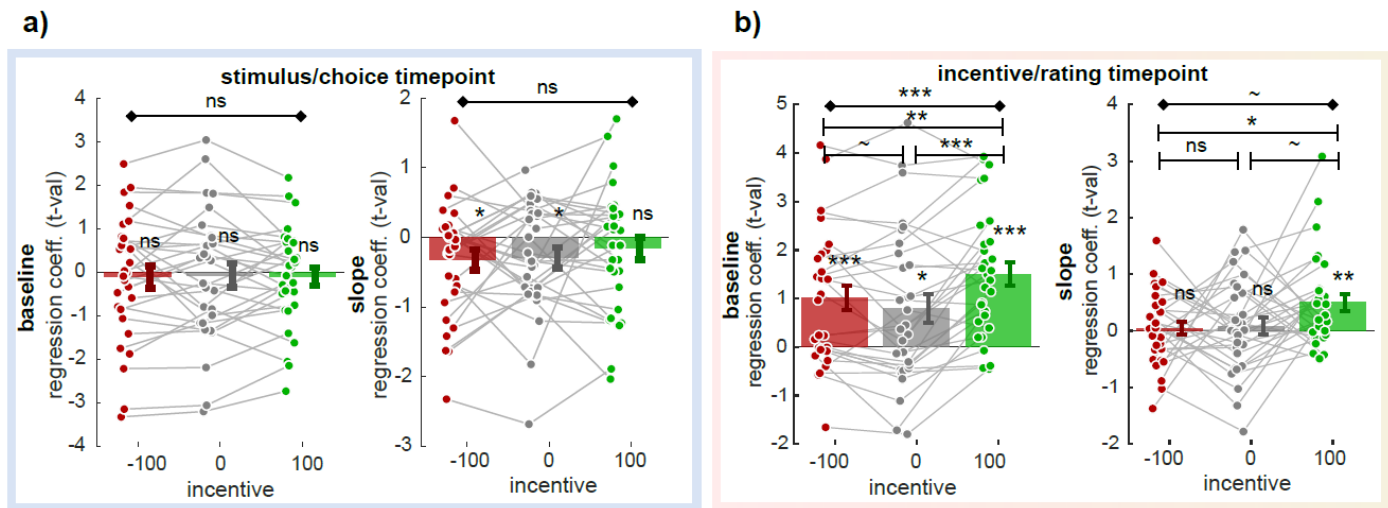 a)
stimulus/choice timepoint
baseline
regression coeff. (t-val)
4
3
2
1
0
-1
-2
-3
-4
ns
ns
ns
ns
-100
0
100
incentive
slope
regression coeff. (t-val)
2
1
0
-1
-2
-3
ns
*
*
ns
-100
0
100
incentive
b)
incentive/rating timepoint
baseline
regression coeff. (t-val)
5
4
3
2
1
0
-1
-2
***
**
~
***
***
*
***
-100
0
100
incentive
slope
regression coeff. (t-val)
4
3
2
1
0
-1
-2
~
*
ns
~
ns
ns
**
-100
0
100
incentive